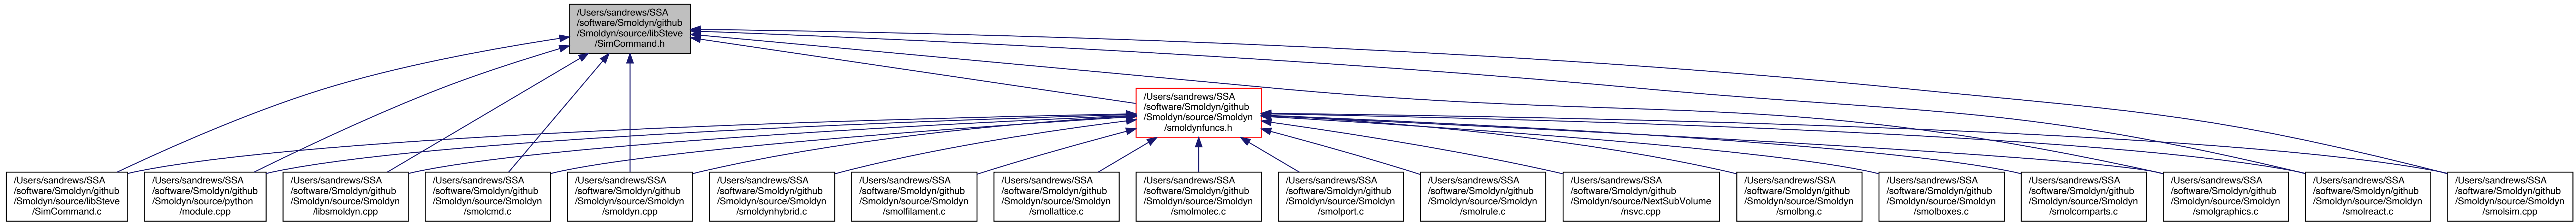 /Users/sandrews/SSA
/software/Smoldyn/github
/Smoldyn/source/libSteve
/SimCommand.h
/Users/sandrews/SSA
/software/Smoldyn/github
/Smoldyn/source/Smoldyn
/smoldynfuncs.h
/Users/sandrews/SSA
/software/Smoldyn/github
/Smoldyn/source/libSteve
/SimCommand.c
/Users/sandrews/SSA
/software/Smoldyn/github
/Smoldyn/source/python
/module.cpp
/Users/sandrews/SSA
/software/Smoldyn/github
/Smoldyn/source/Smoldyn
/libsmoldyn.cpp
/Users/sandrews/SSA
/software/Smoldyn/github
/Smoldyn/source/Smoldyn
/smolcmd.c
/Users/sandrews/SSA
/software/Smoldyn/github
/Smoldyn/source/Smoldyn
/smoldyn.cpp
/Users/sandrews/SSA
/software/Smoldyn/github
/Smoldyn/source/Smoldyn
/smoldynhybrid.c
/Users/sandrews/SSA
/software/Smoldyn/github
/Smoldyn/source/Smoldyn
/smolfilament.c
/Users/sandrews/SSA
/software/Smoldyn/github
/Smoldyn/source/Smoldyn
/smollattice.c
/Users/sandrews/SSA
/software/Smoldyn/github
/Smoldyn/source/Smoldyn
/smolmolec.c
/Users/sandrews/SSA
/software/Smoldyn/github
/Smoldyn/source/Smoldyn
/smolport.c
/Users/sandrews/SSA
/software/Smoldyn/github
/Smoldyn/source/Smoldyn
/smolrule.c
/Users/sandrews/SSA
/software/Smoldyn/github
/Smoldyn/source/NextSubVolume
/nsvc.cpp
/Users/sandrews/SSA
/software/Smoldyn/github
/Smoldyn/source/Smoldyn
/smolbng.c
/Users/sandrews/SSA
/software/Smoldyn/github
/Smoldyn/source/Smoldyn
/smolboxes.c
/Users/sandrews/SSA
/software/Smoldyn/github
/Smoldyn/source/Smoldyn
/smolcomparts.c
/Users/sandrews/SSA
/software/Smoldyn/github
/Smoldyn/source/Smoldyn
/smolgraphics.c
/Users/sandrews/SSA
/software/Smoldyn/github
/Smoldyn/source/Smoldyn
/smolreact.c
/Users/sandrews/SSA
/software/Smoldyn/github
/Smoldyn/source/Smoldyn
/smolsim.cpp